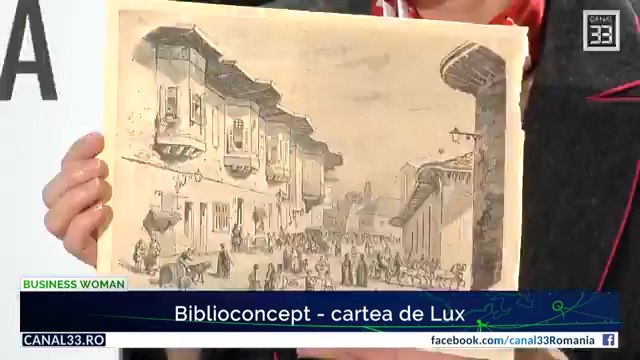 A
CANAL
33
BUSINESS WOMAN
Biblioconcept - cartea de Lux
CANAL33.RO
facebook.com/canal33Romania f